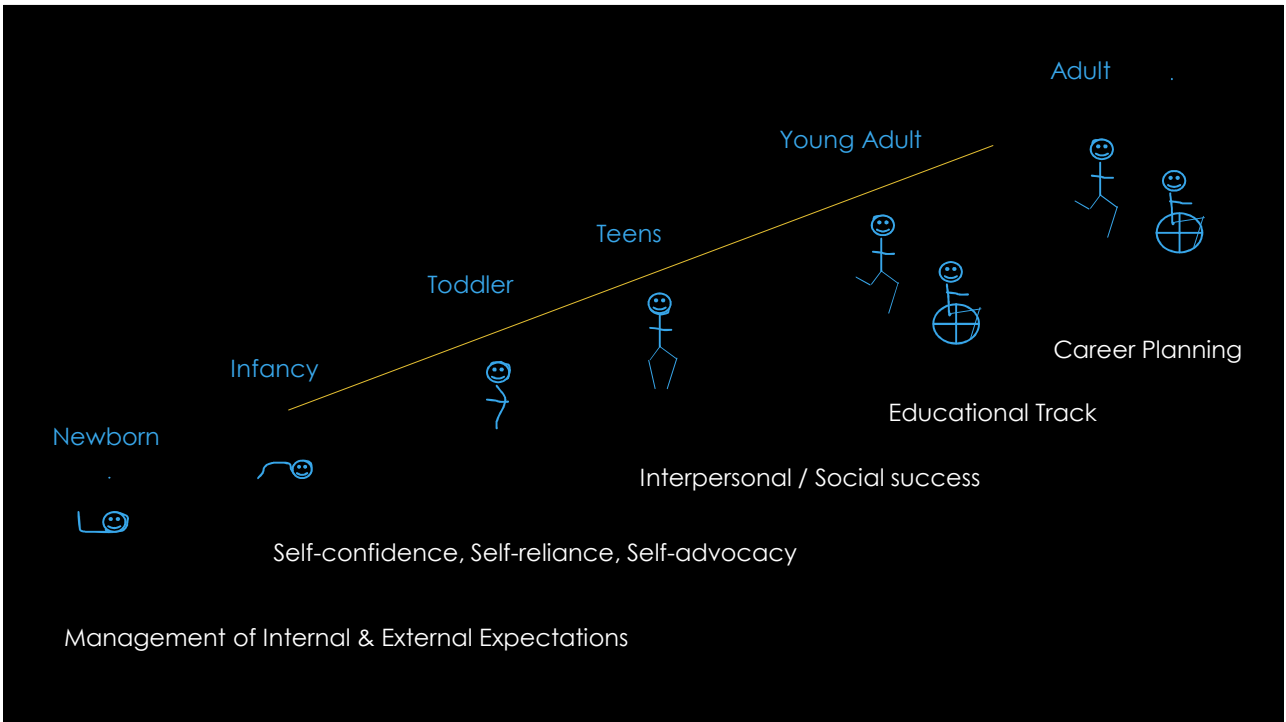 Adult
Young Adult
Teens
Toddler
Infancy
Career Planning
Educational Track
Newborn
Interpersonal / Social success
Self-confidence, Self-reliance, Self-advocacy
Management of Internal & External Expectations